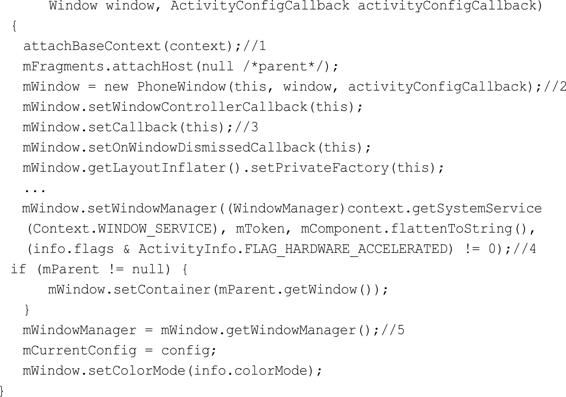 Window window, ActivityConfigCallback activityConfigCallback)
{
attachBaseContext(context);//1
mFragments.attachHost(null /*parent*/);
mWindow = new PhoneWindow(this, window, activityConfigCallback);//2
mWindow.setWindowControllerCallback(this);
mWindow.setCallback(this);//3
mWindow.setOnWindowDismissedCallback(this);
mWindow.getLayoutInflater().setPrivateFactory(this);
...
mWindow.setWindowManager((WindowManager)context.getSystemService
(Context.WINDOW_SERVICE), mToken, mComponent.flattenToString(),
(info.flags & ActivityInfo.FLAG_HARDWARE_ACCELERATED) != 0);//4
if (mParent != null) {
mWindow.setContainer(mParent.getWindow());
}
mWindowManager = mWindow.getWindowManager();//5
mCurrentConfig = config;
mWindow.setColorMode(info.colorMode);
}